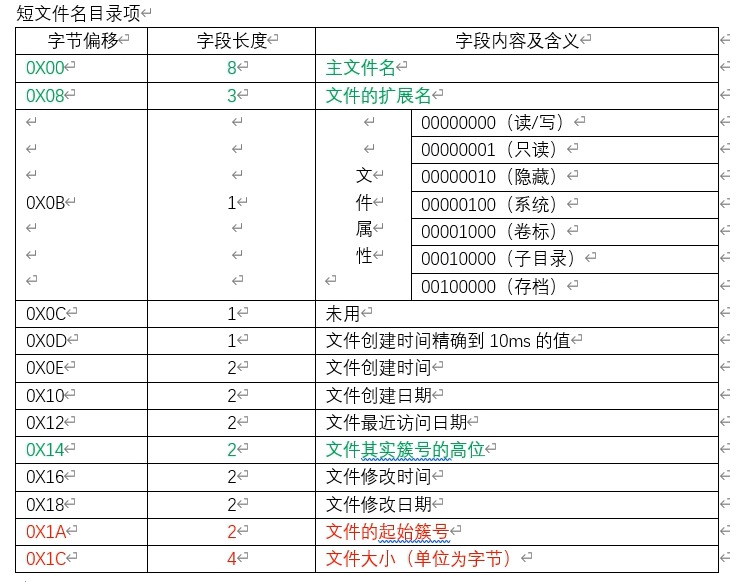 短文件名目录项
字节偏移 字段长度 字段内容及含义
0X00 8 主文件名
0X08 3 文件的扩展名
0X0B 1 文件属性 00000000（读/写）
00000001（只读）
00000010（隐藏）
00000100（系统）
00001000（卷标）
00010000（子目录）
00100000（存档）
0X0C 1 未用
0X0D 1 文件创建时间精确到 10ms 的值
0X0E 2 文件创建时间
0X10 2 文件创建日期
0X12 2 文件最近访问日期
0X14 2 文件其实簇号的高位
0X16 2 文件修改时间
0X18 2 文件修改日期
0X1A 2 文件的起始簇号
0X1C 4 文件大小（单位为字节）